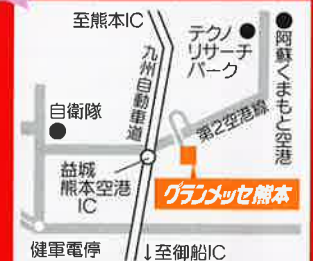 至熊本IC
九州自動車道
テクノ
リサーチ
パーク
阿蘇くまもと空港
自衛隊
第2空港線
益城
熊本空港
IC
グランメッセ熊本
健軍電停
↓至御船IC